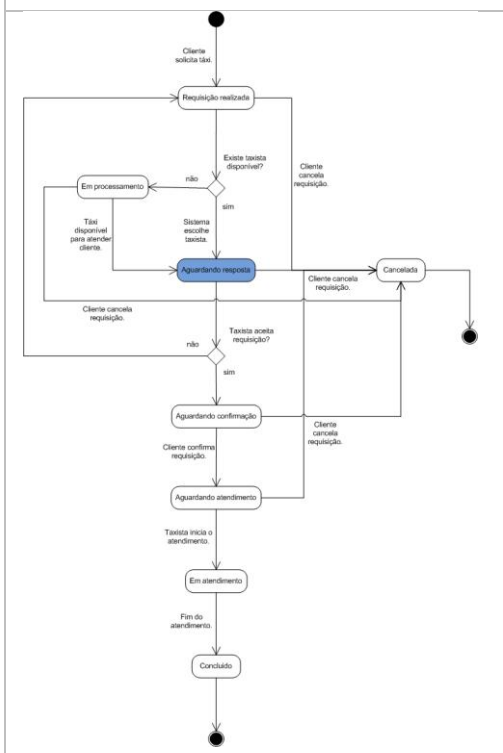 Cliente
solicita táxi.
Requisição realizada
Existe taxista
disponível?
Cliente
cancela
requisição.
não
Em processamento
sim
Táxi
disponível
para atender
cliente.
Sistema
escolhe
taxista.
Aguardando resposta
Cancelada
Cliente cancela
requisição.
Cliente cancela
requisição.
Taxista aceita
requisição?
não
sim
Aguardando confirmação
Cliente
cancela
requisição.
Cliente confirma
requisição.
Aguardando atendimento
Taxista inicia o
atendimento.
Em atendimento
Fim do
atendimento.
Concluído